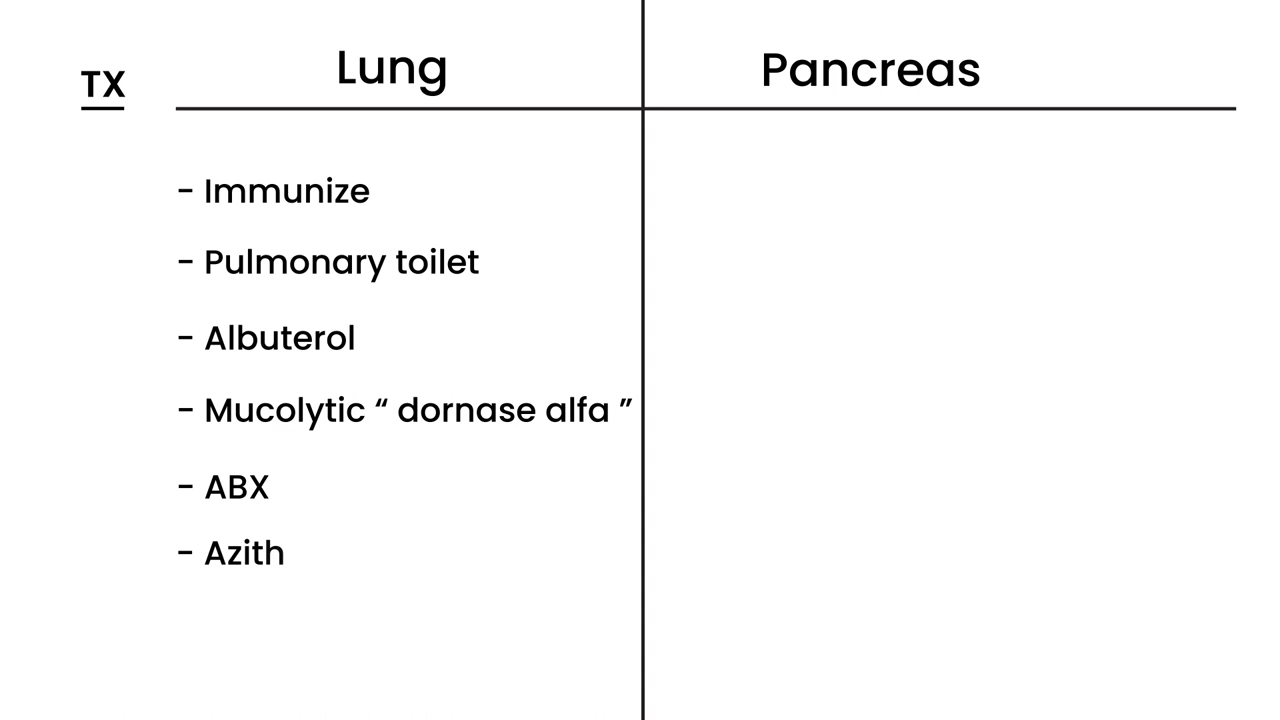 TX
Lung
Pancreas
- Immunize
- Pulmonary toilet
- Albuterol
- Mucolytic “ dornase alfa ”
- ABX
- Azith